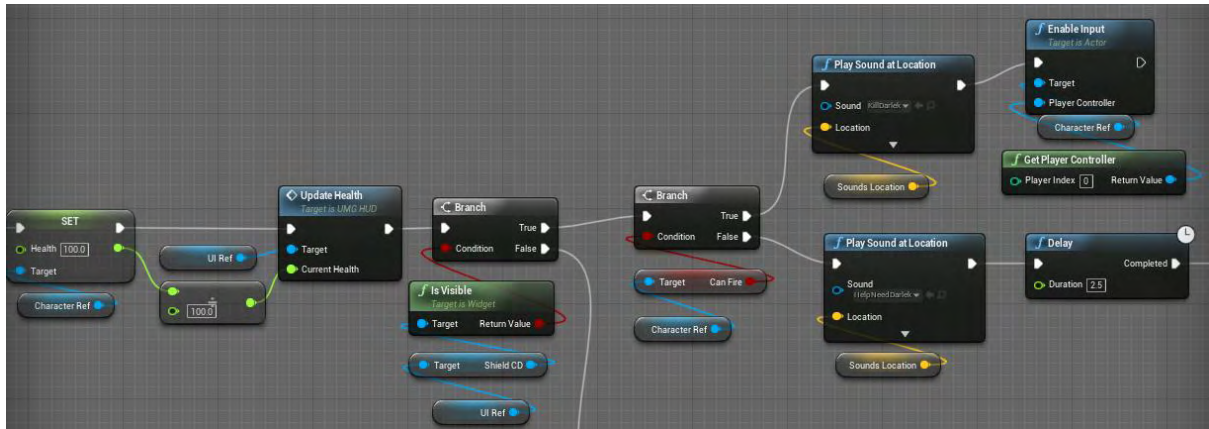 SET
Health 100.0
Target
Character Ref
UI Ref
100.0
Update Health
Target is UMG HUD
Target
Current Health
Branch
True
Condition
False
Is Visible
Target is Widget
Target
Return Value
Target
Shield CD
UI Ref
Branch
True
Condition
False
Target
Can Fire
Character Ref
Play Sound at Location
Sound KillDarlek
Location
Sounds Location
Play Sound at Location
Sound
HelpNeedDarlek
Location
Sounds Location
Enable Input
Target is Actor
Target
Player Controller
Character Ref
Get Player Controller
Player Index 0
Return Value
Delay
Completed
Duration 2.5